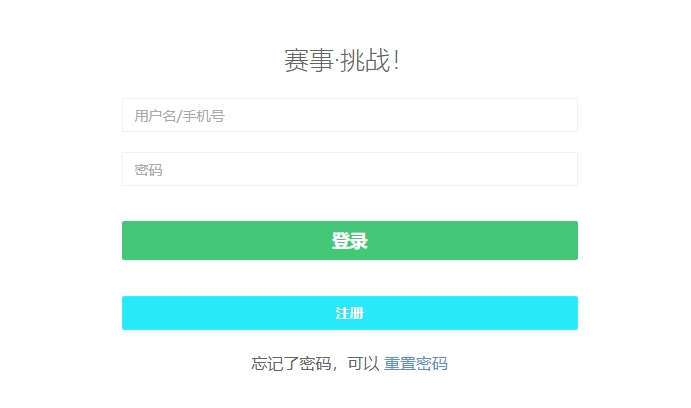 赛事·挑战！
用户名/手机号
密码
登录
注册
忘记了密码，可以 重置密码